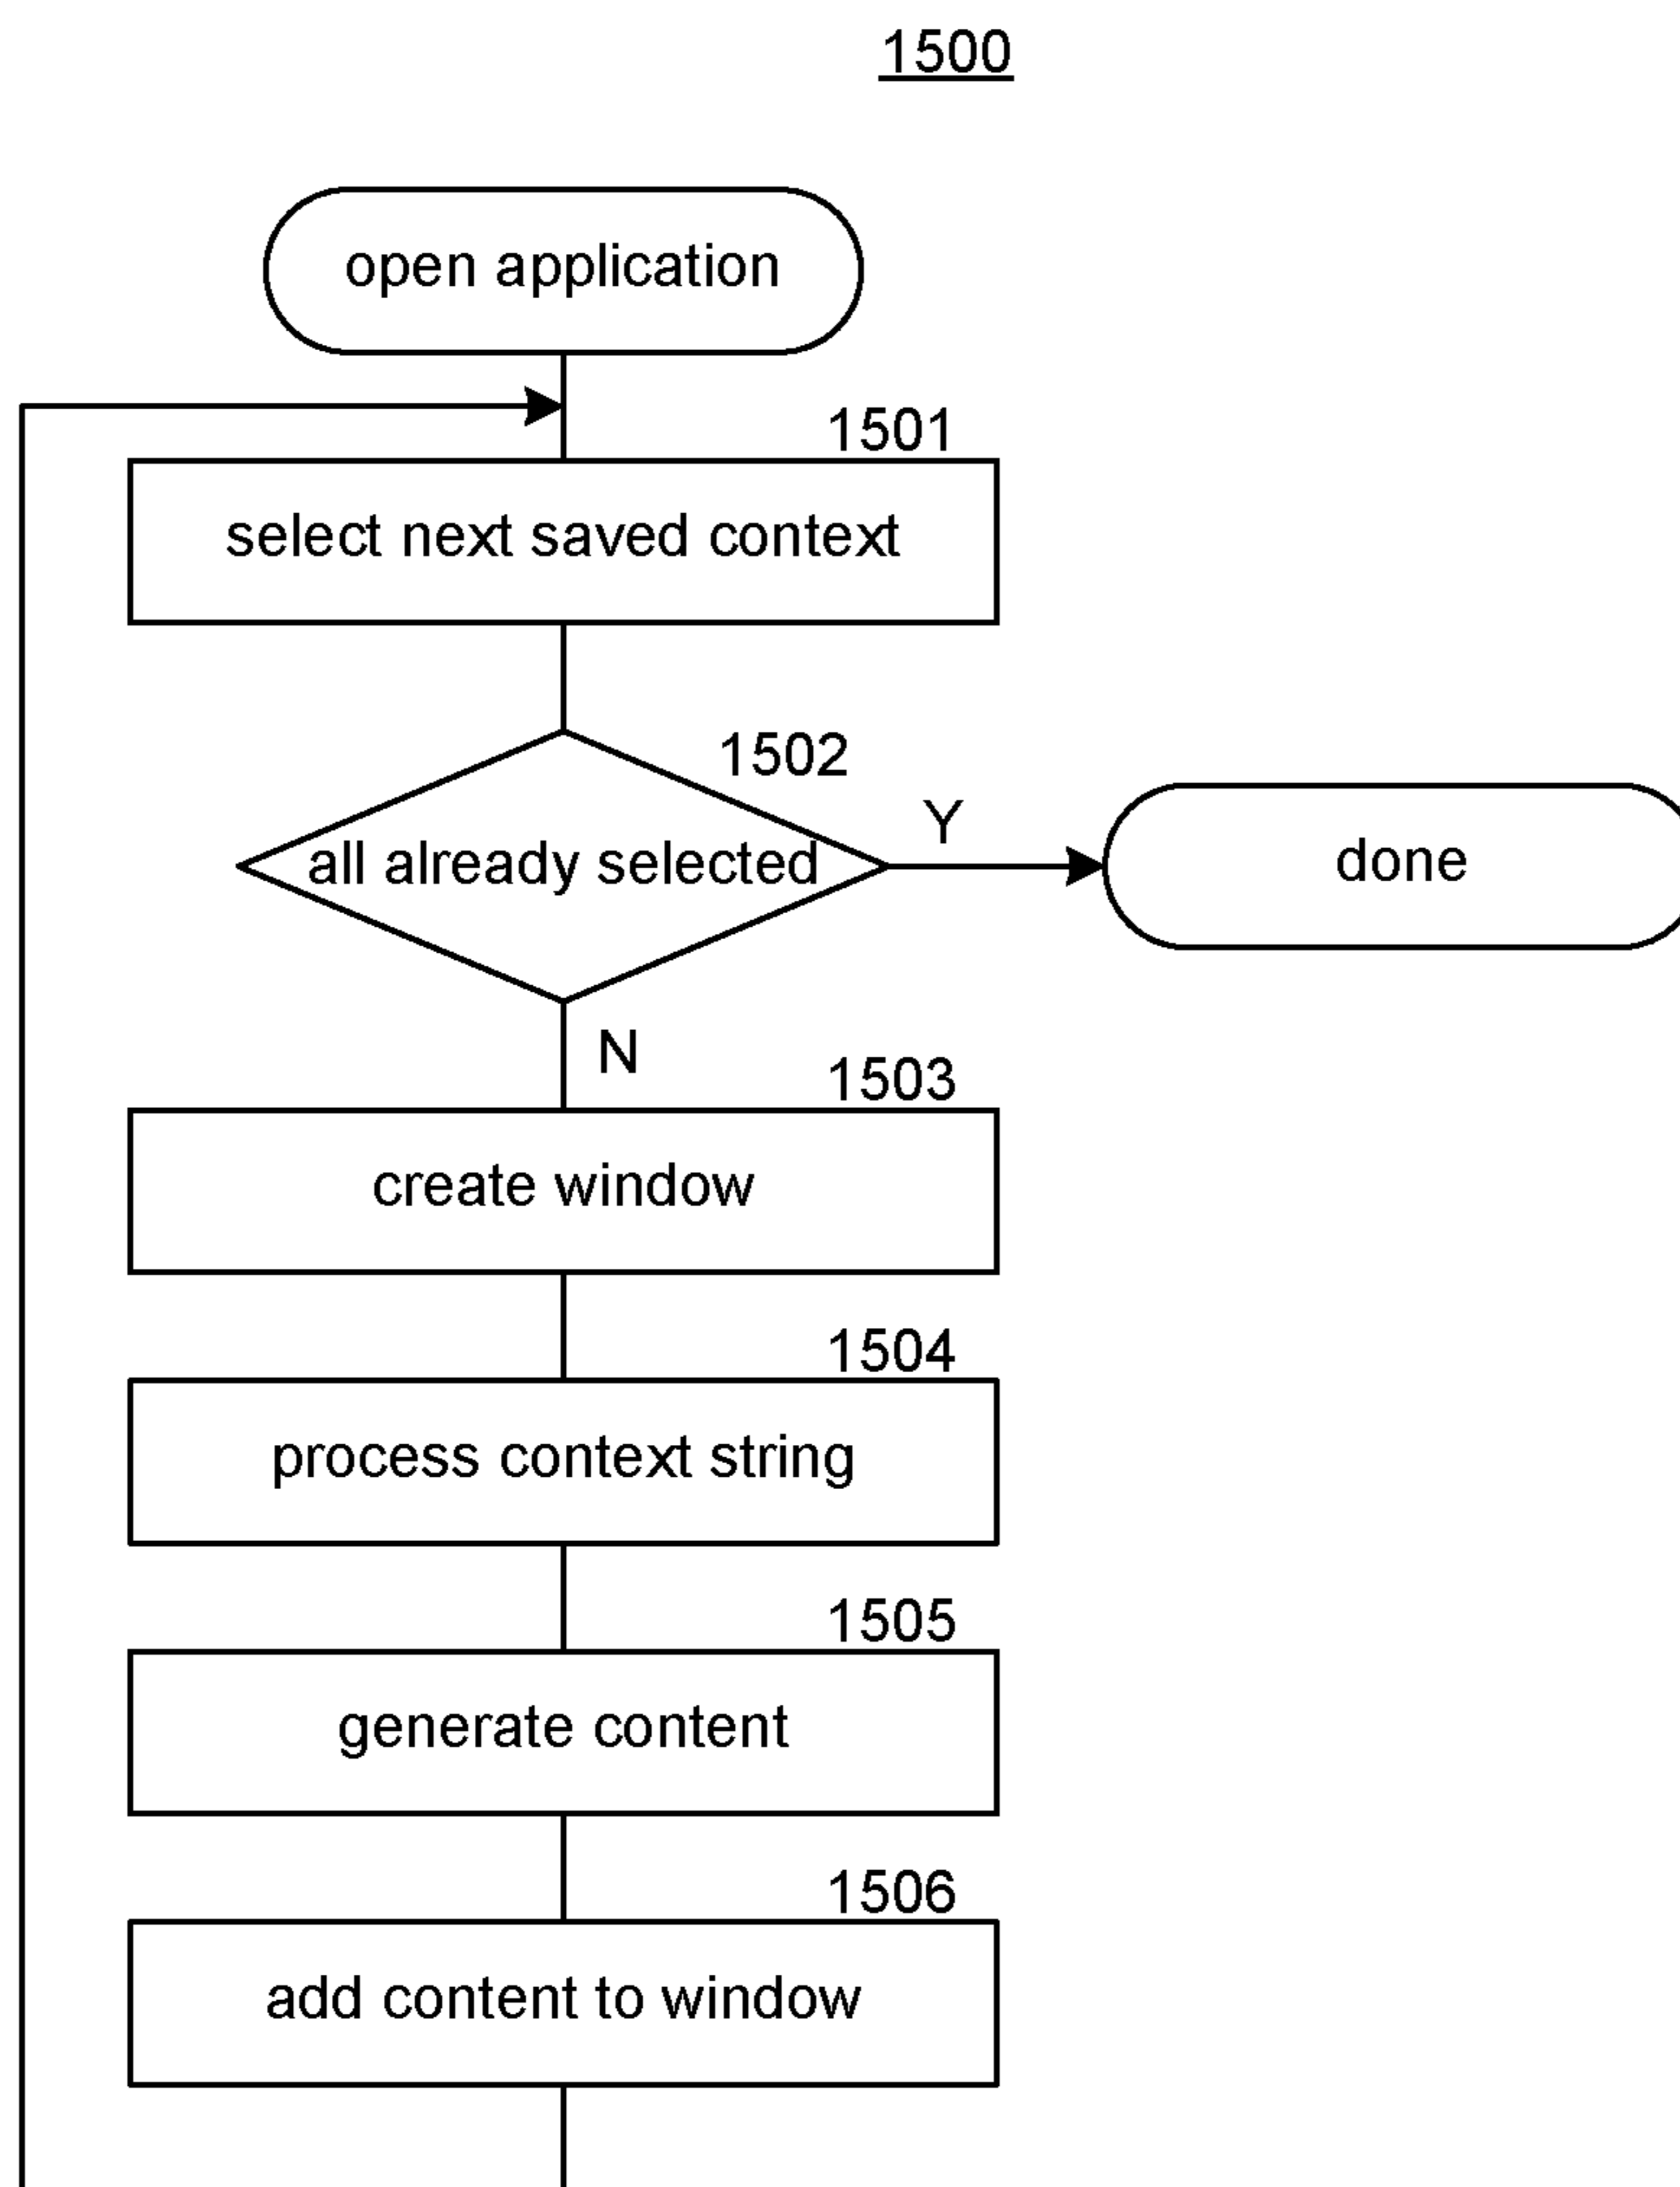 1500
open application
1501
select next saved context
1502
all already selected
Y
done
N
1503
create window
1504
process context string
1505
generate content
1506
add content to window